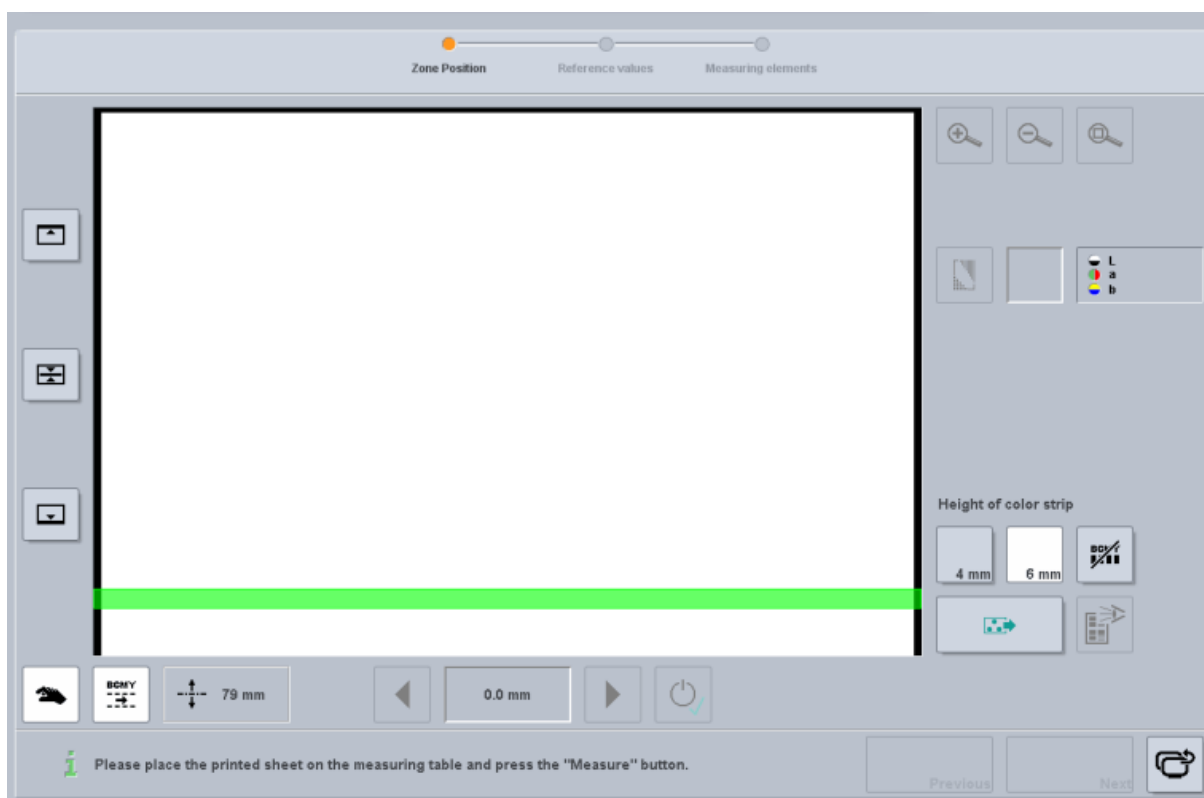 Zone Position
Reference values
Measuring elements
L
a
b
Height of color strip
4 mm
6 mm
BCMY
BCMY
79 mm
0.0 mm
Please place the printed sheet on the measuring table and press the "Measure" button.
Previous
Next